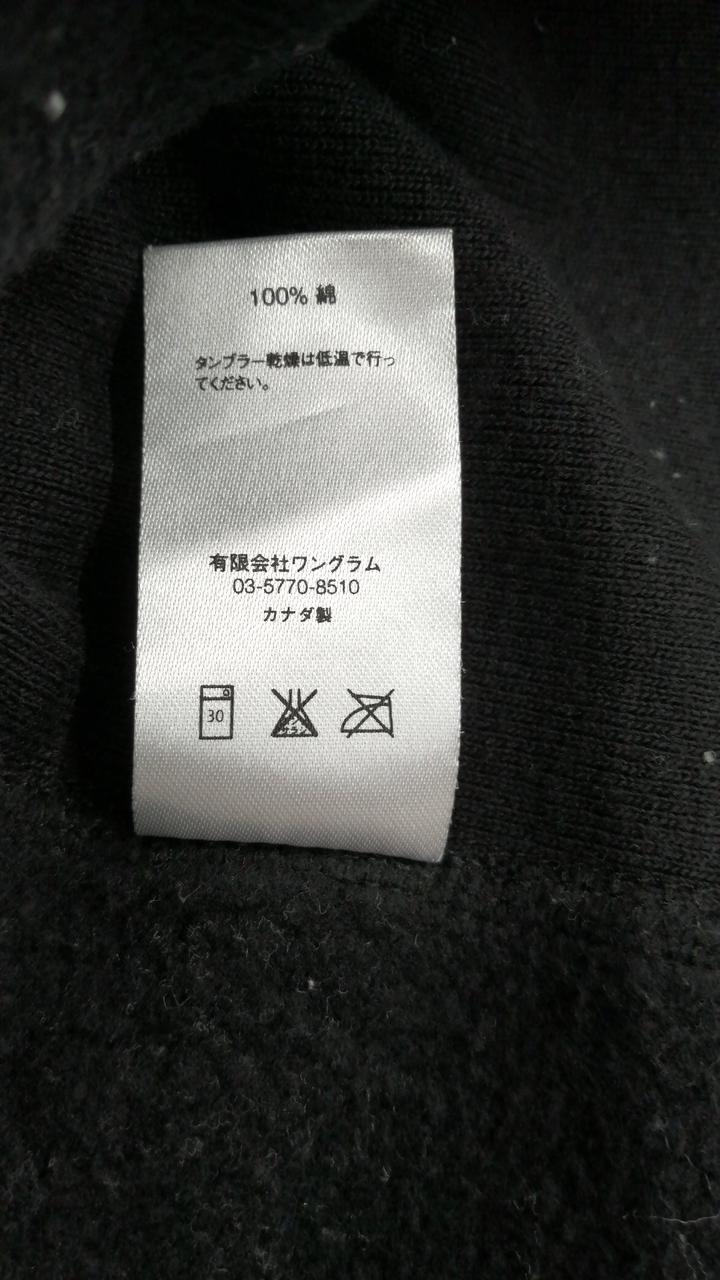 100% 綿
タンブラー乾燥は低温で行っ
てください。
有限会社ワングラム
03-5770-8510
カナダ製
30